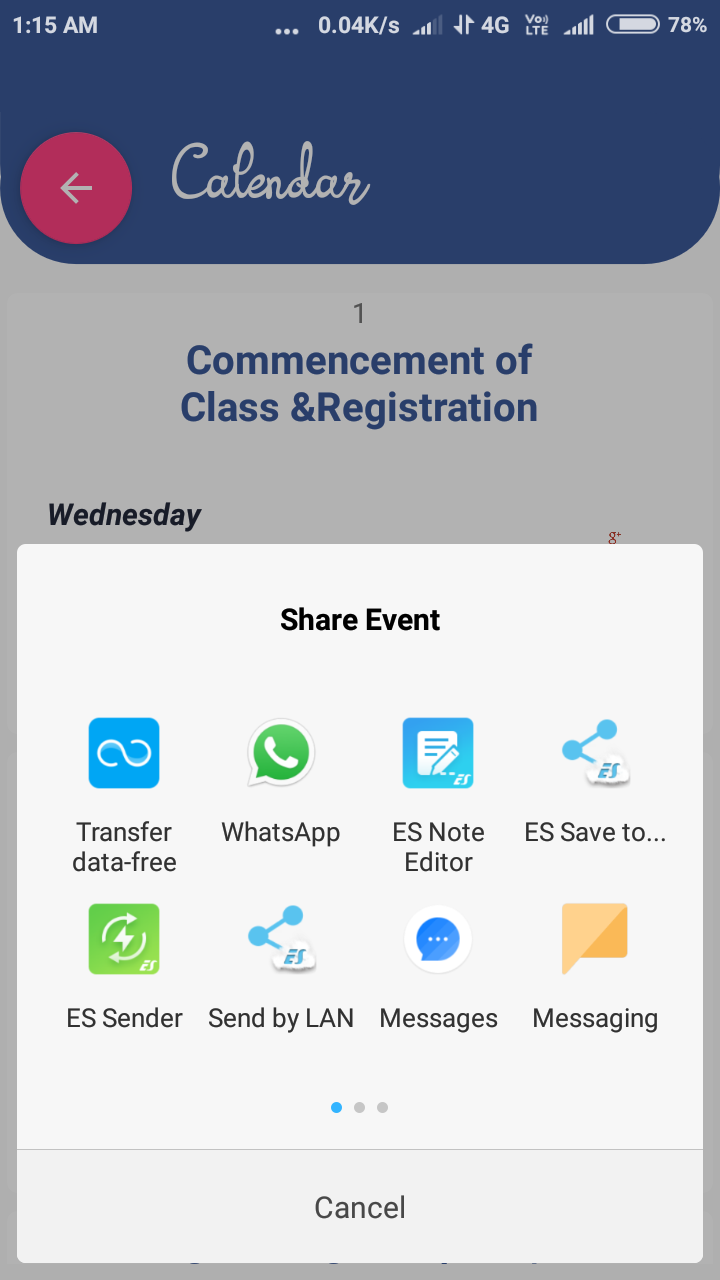 1:15 AM ... 0.04K/s 4G Vo)) LTE 78%
Calendar
1
Commencement of
Class &Registration
Wednesday
g+
Share Event
Transfer data-free
WhatsApp
ES Note Editor
ES Save to...
ES Sender
Send by LAN
Messages
Messaging
Cancel